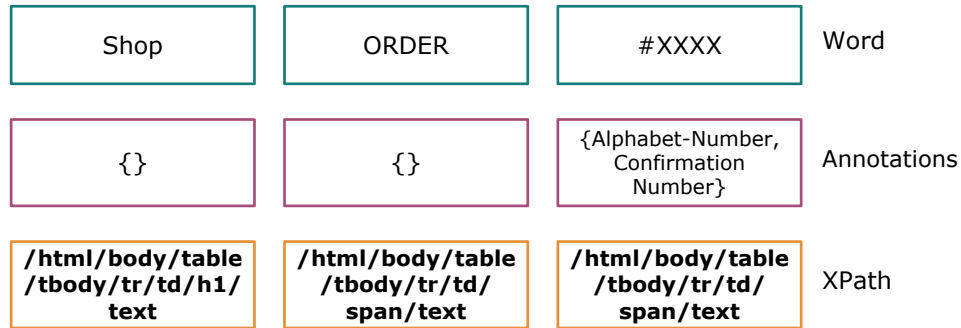 Shop ORDER #XXXX Word
{} {} {Alphabet-Number,
Confirmation
Number} Annotations
/html/body/table
/tbody/tr/td/h1/
text
/html/body/table
/tbody/tr/td/
span/text
/html/body/table
/tbody/tr/td/
span/text
XPath